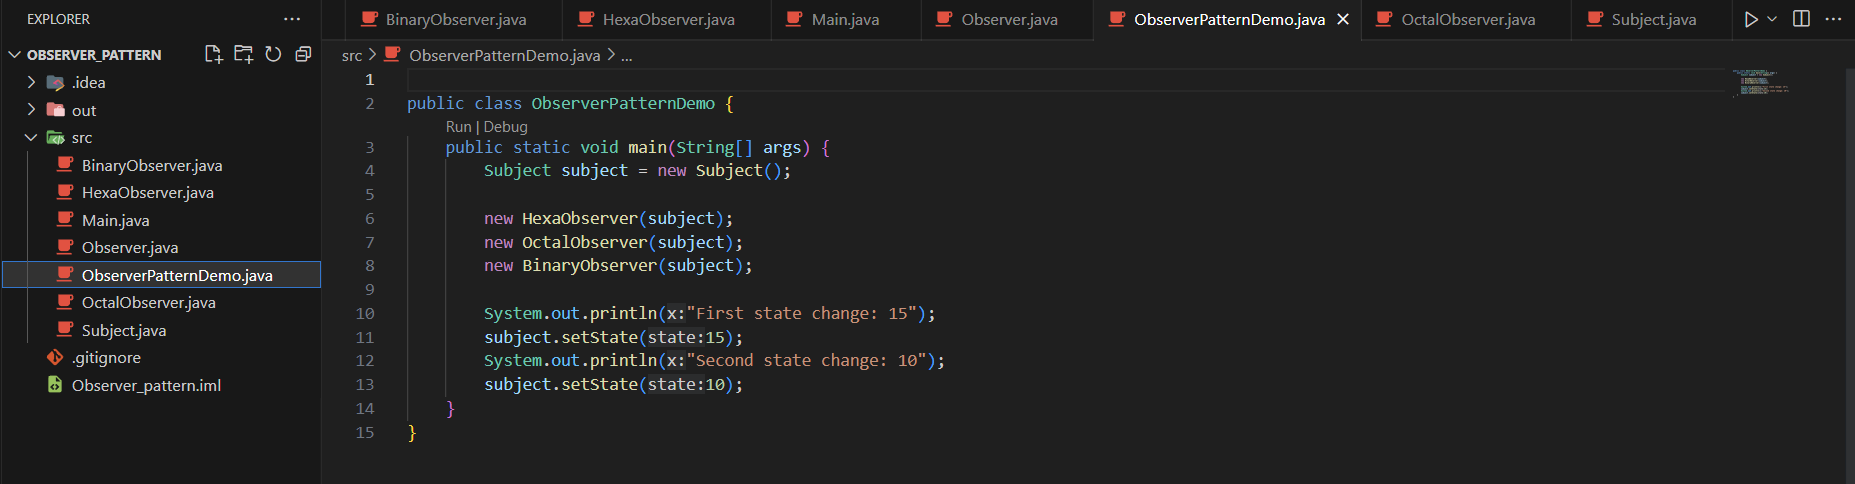 EXPLORER ...
OBSERVER_PATTERN
.idea
out
src
BinaryObserver.java
HexaObserver.java
Main.java
Observer.java
ObserverPatternDemo.java
OctalObserver.java
Subject.java
.gitignore
Observer_pattern.iml
BinaryObserver.java HexaObserver.java Main.java Observer.java ObserverPatternDemo.java OctalObserver.java Subject.java ...
src > ObserverPatternDemo.java > ...
1
2 public class ObserverPatternDemo {
Run | Debug
3 public static void main(String[] args) {
4 Subject subject = new Subject();
5
6 new HexaObserver(subject);
7 new OctalObserver(subject);
8 new BinaryObserver(subject);
9
10 System.out.println(x:"First state change: 15");
11 subject.setState(state:15);
12 System.out.println(x:"Second state change: 10");
13 subject.setState(state:10);
14 }
15 }